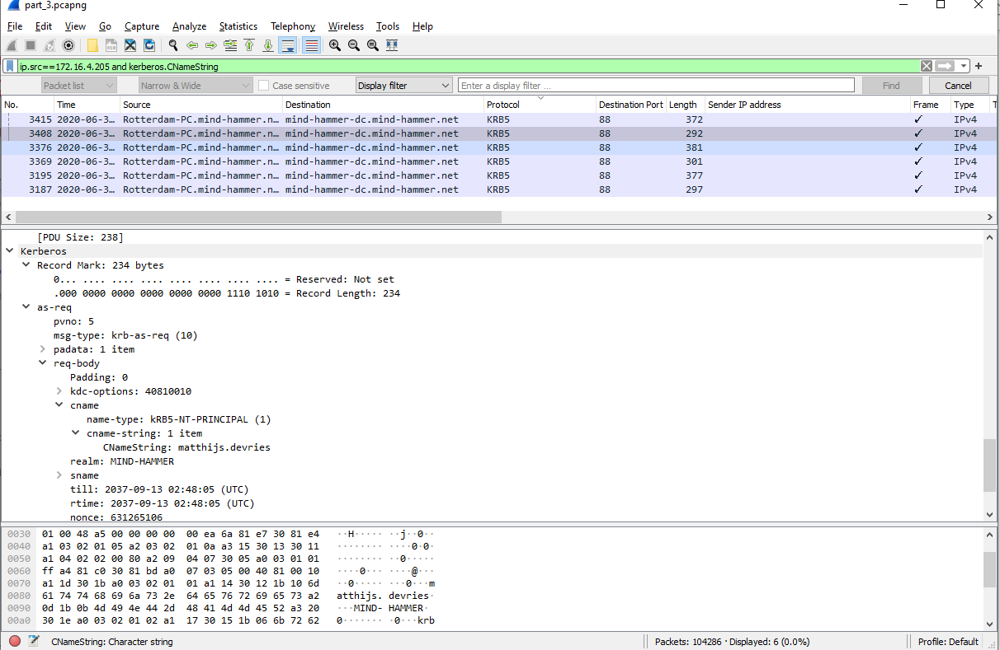 part_3.pcapng
File Edit View Go Capture Analyze Statistics Telephony Wireless Tools Help
ip.src==172.16.4.205 and kerberos.CNameString
Packet list Narrow & Wide Case sensitive Display filter Enter a display filter ... Find Cancel
No. Time Source Destination Protocol Destination Port Length Sender IP address Frame Type T
3415 2020-06-3… Rotterdam-PC.mind-hammer.n… mind-hammer-dc.mind-hammer.net KRB5 88 372 ✓ IPv4
3408 2020-06-3… Rotterdam-PC.mind-hammer.n… mind-hammer-dc.mind-hammer.net KRB5 88 292 ✓ IPv4
3376 2020-06-3… Rotterdam-PC.mind-hammer.n… mind-hammer-dc.mind-hammer.net KRB5 88 381 ✓ IPv4
3369 2020-06-3… Rotterdam-PC.mind-hammer.n… mind-hammer-dc.mind-hammer.net KRB5 88 301 ✓ IPv4
3195 2020-06-3… Rotterdam-PC.mind-hammer.n… mind-hammer-dc.mind-hammer.net KRB5 88 377 ✓ IPv4
3187 2020-06-3… Rotterdam-PC.mind-hammer.n… mind-hammer-dc.mind-hammer.net KRB5 88 297 ✓ IPv4
[PDU Size: 238]
Kerberos
Record Mark: 234 bytes
0... .... .... .... .... .... .... .... = Reserved: Not set
.000 0000 0000 0000 0000 0000 1110 1010 = Record Length: 234
as-req
pvno: 5
msg-type: krb-as-req (10)
padata: 1 item
req-body
Padding: 0
kdc-options: 40810010
cname
name-type: kRB5-NT-PRINCIPAL (1)
cname-string: 1 item
CNameString: matthijs.devries
realm: MIND-HAMMER
sname
till: 2037-09-13 02:48:05 (UTC)
rtime: 2037-09-13 02:48:05 (UTC)
nonce: 631265106
0030 01 00 48 a5 00 00 00 00 00 ea 6a 81 e7 30 81 e4 ··H····· ··j··0··
0040 a1 03 02 01 05 a2 03 02 01 0a a3 15 30 13 30 11 ········ ····0·0·
0050 a1 04 02 02 00 80 a2 09 04 07 30 05 a0 03 01 01 ········ ··0·····
0060 ff a4 81 c0 30 81 bd a0 07 03 05 00 40 81 00 10 ····0··· ····@···
0070 a1 1d 30 1b a0 03 02 01 01 a1 14 30 12 1b 10 6d ··0····· ···0···m
0080 61 74 74 68 69 6a 73 2e 64 65 76 72 69 65 73 a2 atthijs. devries·
0090 0d 1b 0b 4d 49 4e 44 2d 48 41 4d 4d 45 52 a3 20 ···MIND- HAMMER·
00a0 30 1e a0 03 02 01 02 a1 17 30 15 1b 06 6b 72 62 0······· ·0···krb
CNameString: Character string Packets: 104286 · Displayed: 6 (0.0%) Profile: Default